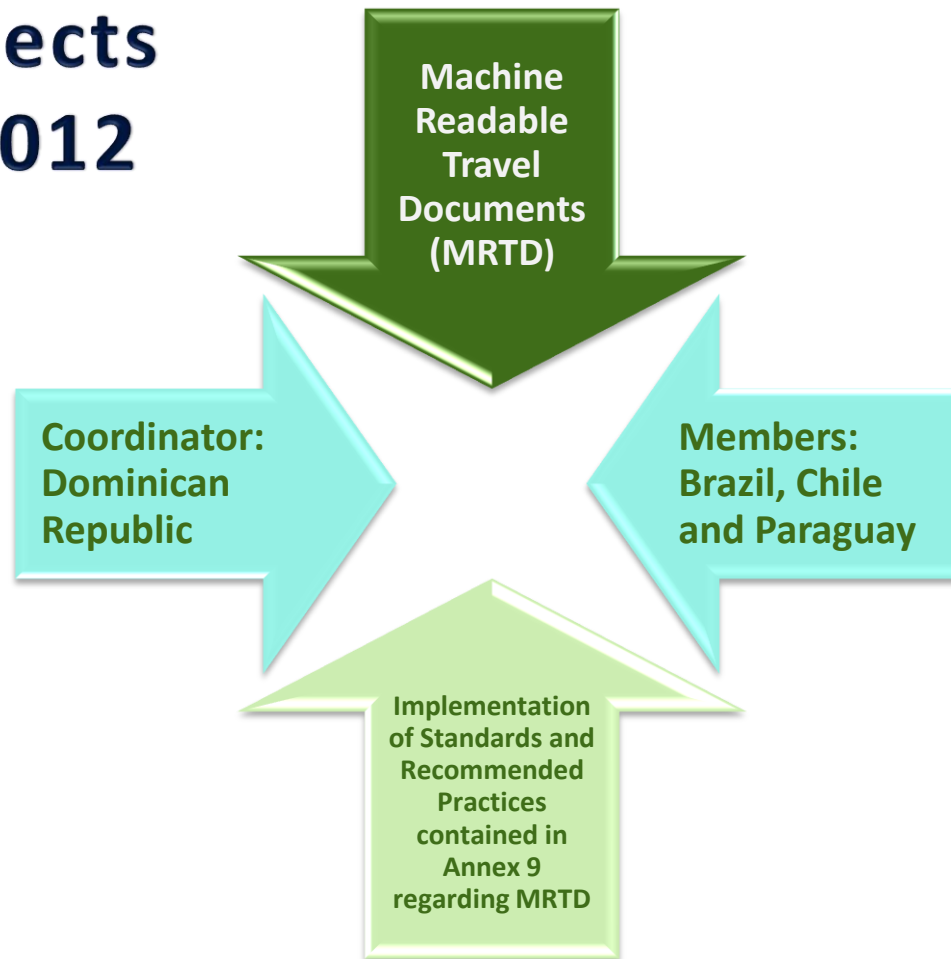 ects
012
Machine
Readable
Travel
Documents
(MRTD)
Coordinator:
Dominican
Republic
Members:
Brazil, Chile
and Paraguay
Implementation
of Standards and
Recommended
Practices
contained in
Annex 9
regarding MRTD